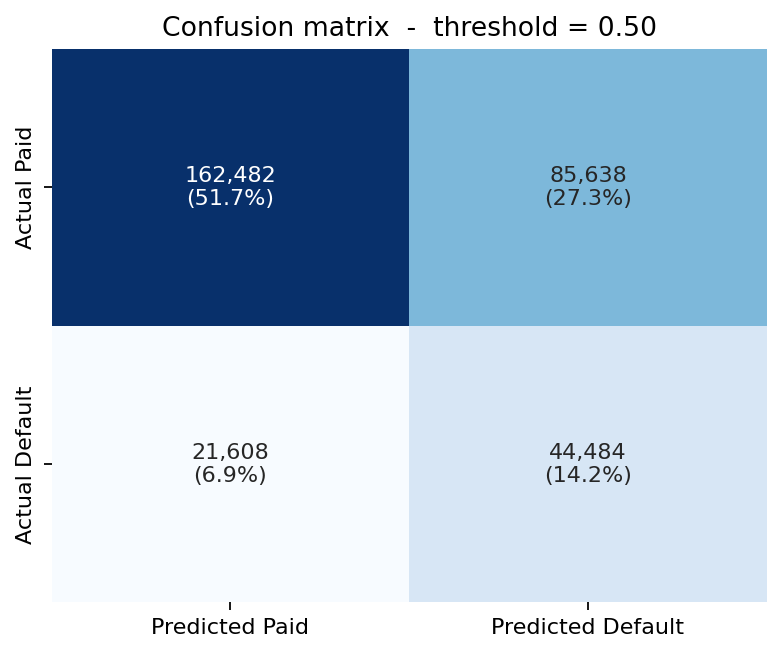 Confusion matrix  -  threshold = 0.50
Actual Paid
162,482
(51.7%)
85,638
(27.3%)
Actual Default
21,608
(6.9%)
44,484
(14.2%)
Predicted Paid
Predicted Default